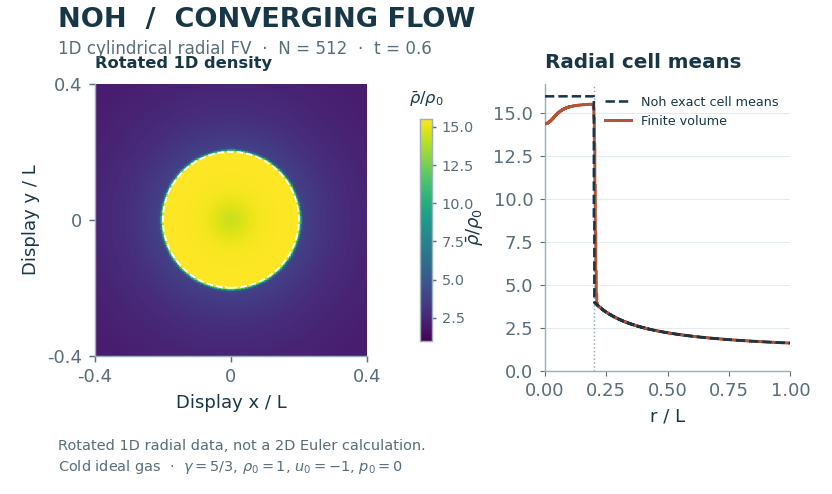 NOH / CONVERGING FLOW
1D cylindrical radial FV · N = 512 · t = 0.6
Rotated 1D density
0.4
0
-0.4
-0.4 0 0.4
Display y / L
Display x / L
ρ̄/ρ₀
15.0
12.5
10.0
7.5
5.0
2.5
Radial cell means
Noh exact cell means
Finite volume
ρ̄/ρ₀
15.0
12.5
10.0
7.5
5.0
2.5
0.0
0.00 0.25 0.50 0.75 1.00
r / L
Rotated 1D radial data, not a 2D Euler calculation.
Cold ideal gas · γ = 5/3, ρ₀ = 1, u₀ = −1, p₀ = 0